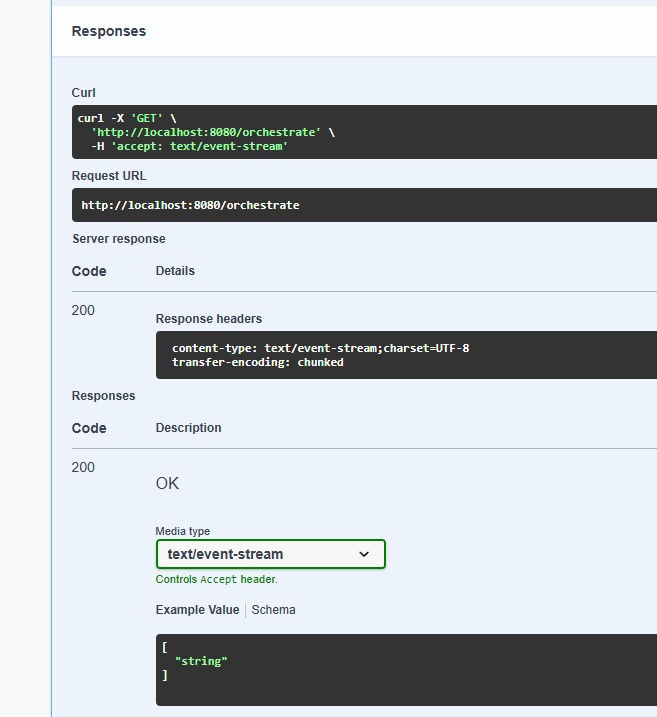 Responses
Curl
curl -X 'GET' \
'http://localhost:8080/orchestrate' \
-H 'accept: text/event-stream'
Request URL
http://localhost:8080/orchestrate
Server response
Code Details
200
Response headers
content-type: text/event-stream;charset=UTF-8
transfer-encoding: chunked
Responses
Code Description
200
OK
Media type
text/event-stream
Controls Accept header.
Example Value Schema
[
"string"
]